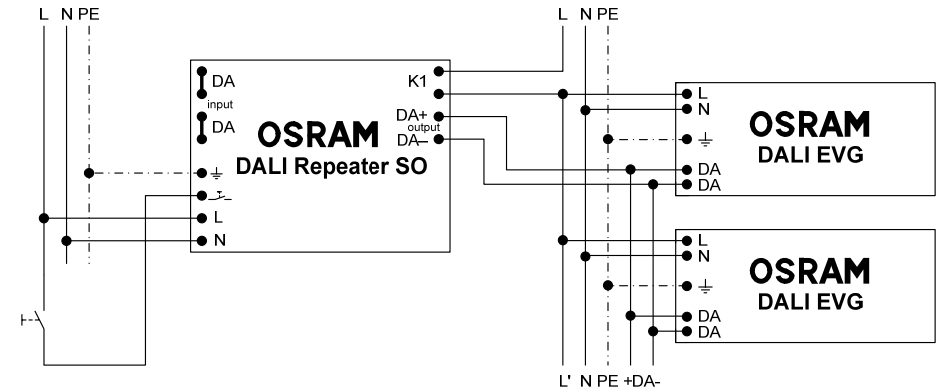 L N PE
DA
input
DA
K1
DA+
output
DA–
OSRAM
DALI Repeater SO
L
N
L N PE
L
N
DA
DA
OSRAM
DALI EVG
L
N
DA
DA
OSRAM
DALI EVG
L' N PE +DA-